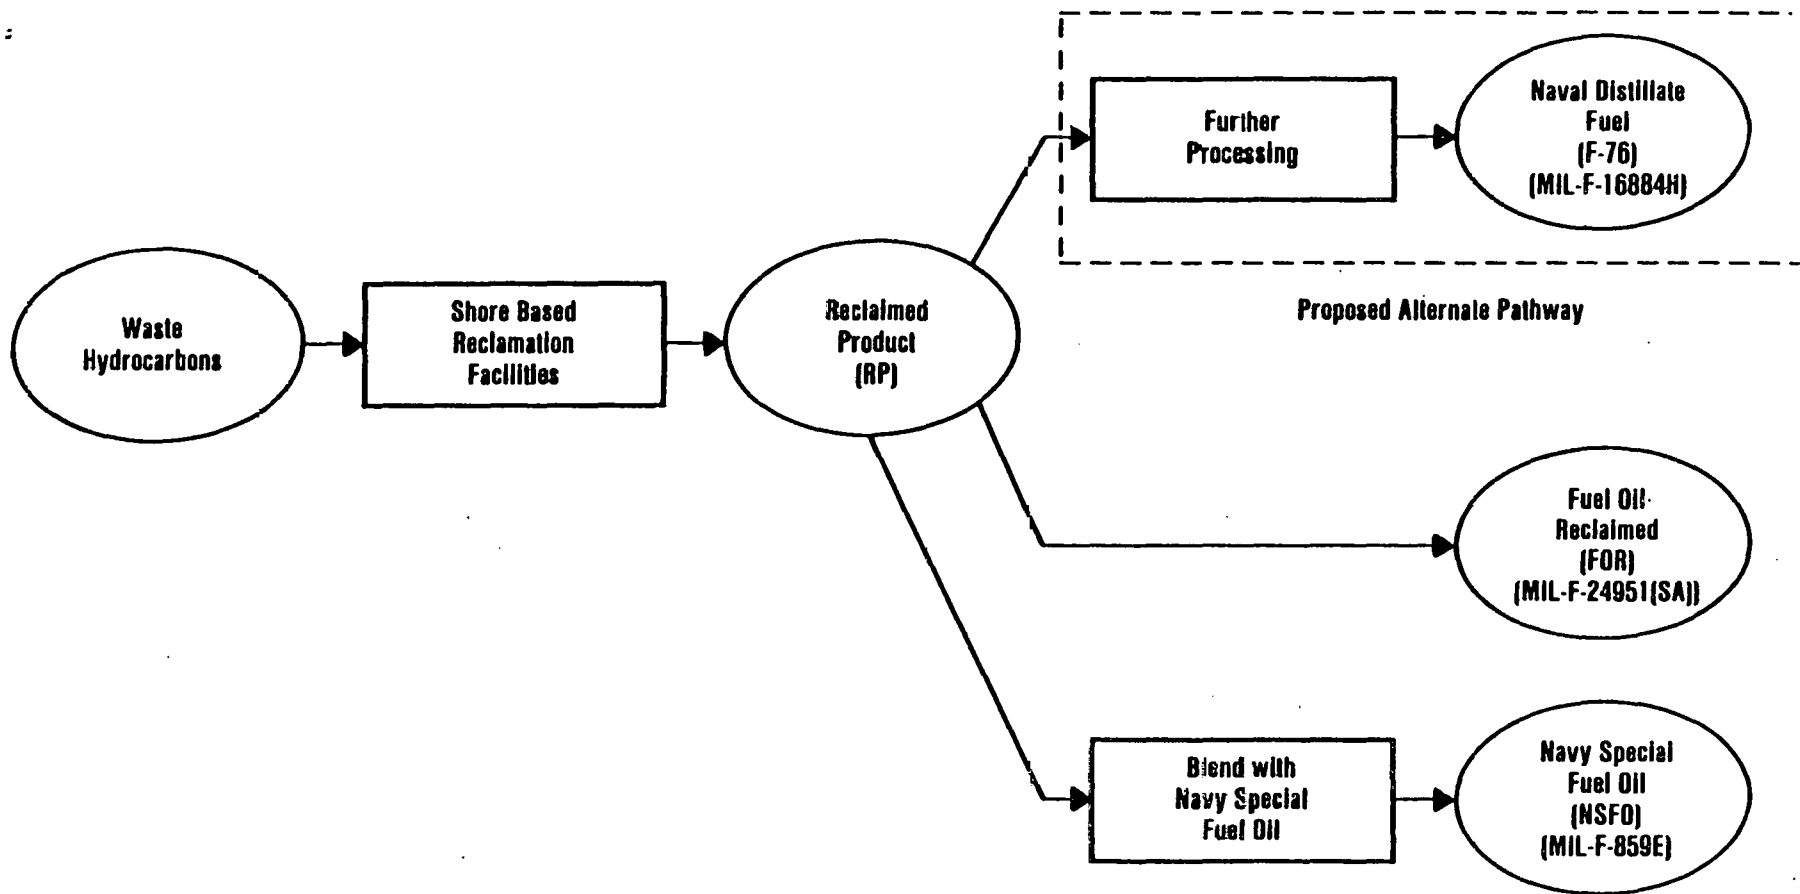 Naval Distillate
Fuel
(F-76)
(MIL-F-16884H)
Further
Processing
Proposed Alternate Pathway
Waste
Hydrocarbons
Shore Based
Reclamation
Facilities
Reclaimed
Product
(RP)
Fuel Oil
Reclaimed
(FOR)
(MIL-F-24951(SA))
Blend with
Navy Special
Fuel Oil
Navy Special
Fuel Oil
(NSFO)
(MIL-F-859E)